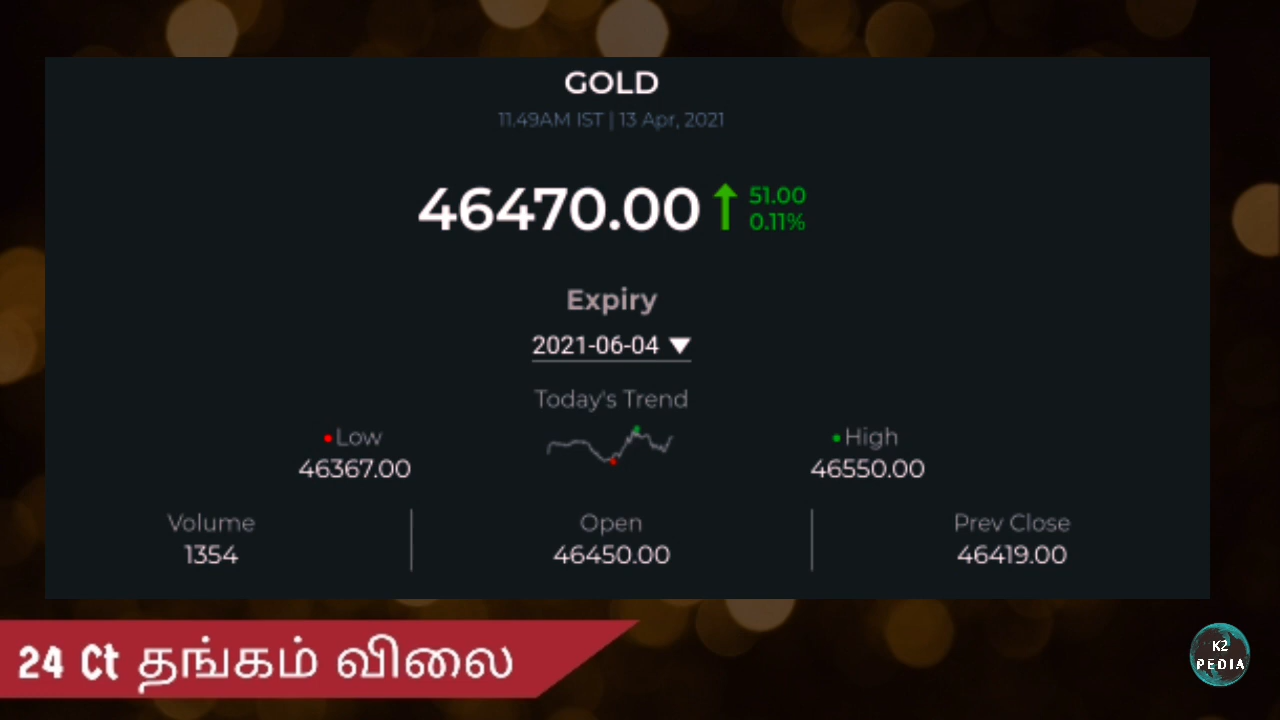 GOLD
11.49AM IST | 13 Apr, 2021
46470.00
51.00
0.11%
Expiry
2021-06-04
Today's Trend
Low
High
46367.00
46550.00
Volume
Open
Prev Close
1354
46450.00
46419.00
24 Ct தங்கம் விலை
K2
PEDIA